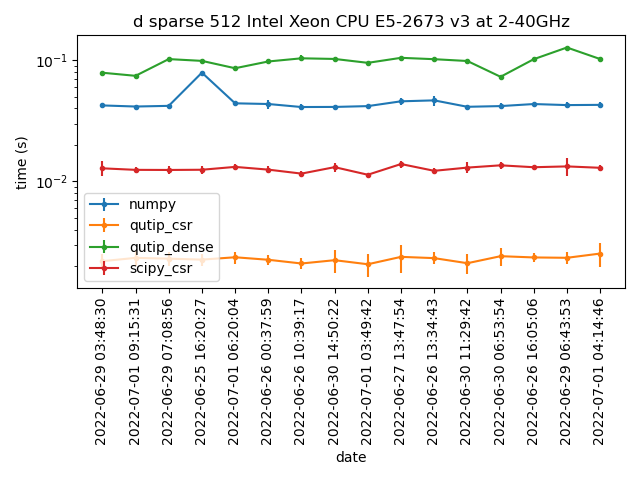 d sparse 512 Intel Xeon CPU E5-2673 v3 at 2-40GHz
time (s)
10⁻¹
10⁻²
numpy
qutip_csr
qutip_dense
scipy_csr
2022-06-29 03:48:30
2022-07-01 09:15:31
2022-06-29 07:08:56
2022-06-25 16:20:27
2022-07-01 06:20:04
2022-06-26 00:37:59
2022-06-26 10:39:17
2022-06-30 14:50:22
2022-07-01 03:49:42
2022-06-27 13:47:54
2022-06-26 13:34:43
2022-06-30 11:29:42
2022-06-30 06:53:54
2022-06-26 16:05:06
2022-06-29 06:43:53
2022-07-01 04:14:46
date